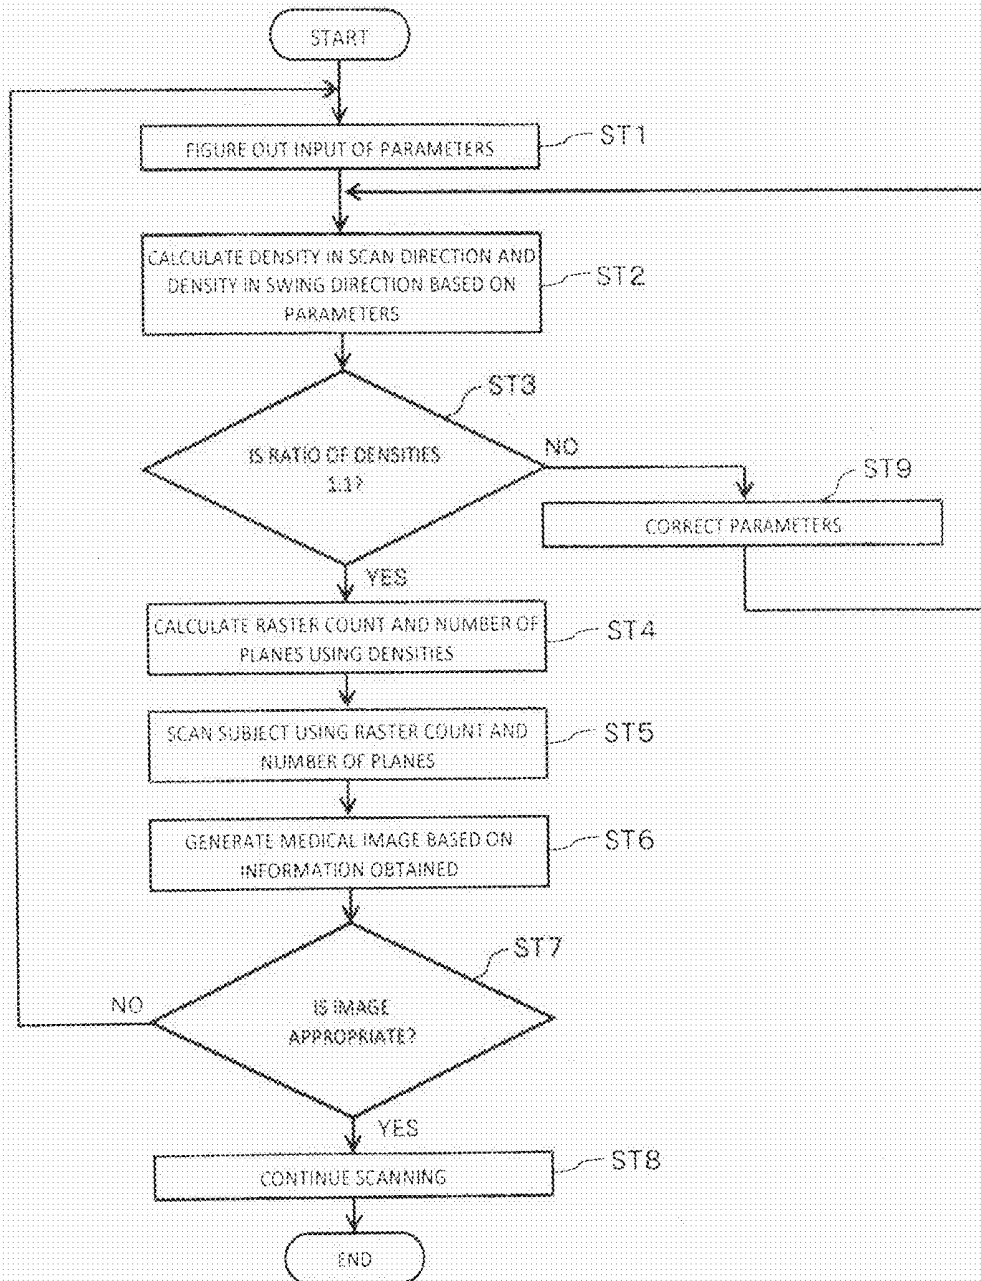 START
FIGURE OUT INPUT OF PARAMETERS
ST1
CALCULATE DENSITY IN SCAN DIRECTION AND
DENSITY IN SWING DIRECTION BASED ON
PARAMETERS
ST2
ST3
IS RATIO OF DENSITIES
1:1?
NO
ST9
CORRECT PARAMETERS
YES
CALCULATE RASTER COUNT AND NUMBER OF
PLANES USING DENSITIES
ST4
SCAN SUBJECT USING RASTER COUNT AND
NUMBER OF PLANES
ST5
GENERATE MEDICAL IMAGE BASED ON
INFORMATION OBTAINED
ST6
ST7
NO
IS IMAGE
APPROPRIATE?
YES
CONTINUE SCANNING
ST8
END